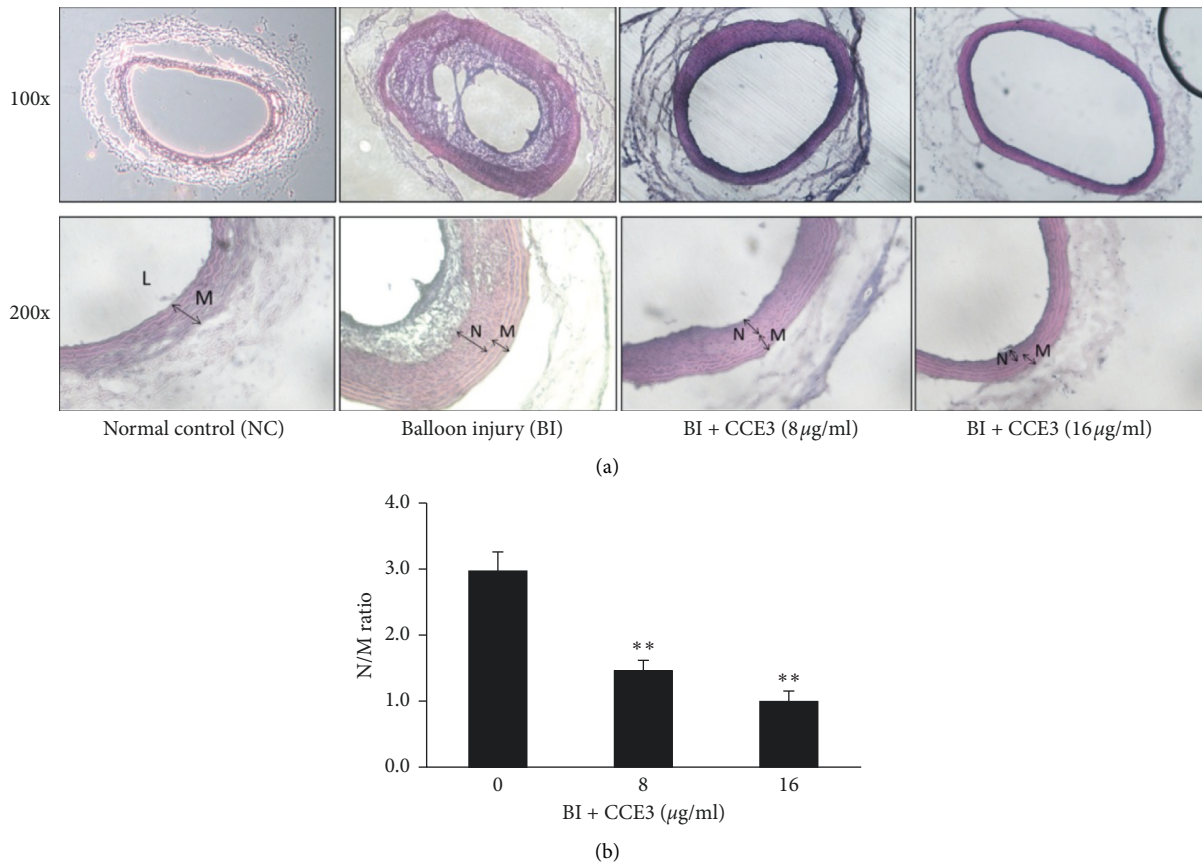 100x
200x
L
M
N
M
N
M
N
M
Normal control (NC)
Balloon injury (BI)
BI + CCE3 (8 μg/ml)
BI + CCE3 (16 μg/ml)
(a)
4.0
3.0
2.0
1.0
0.0
N/M ratio
**
**
0
8
16
BI + CCE3 (μg/ml)
(b)